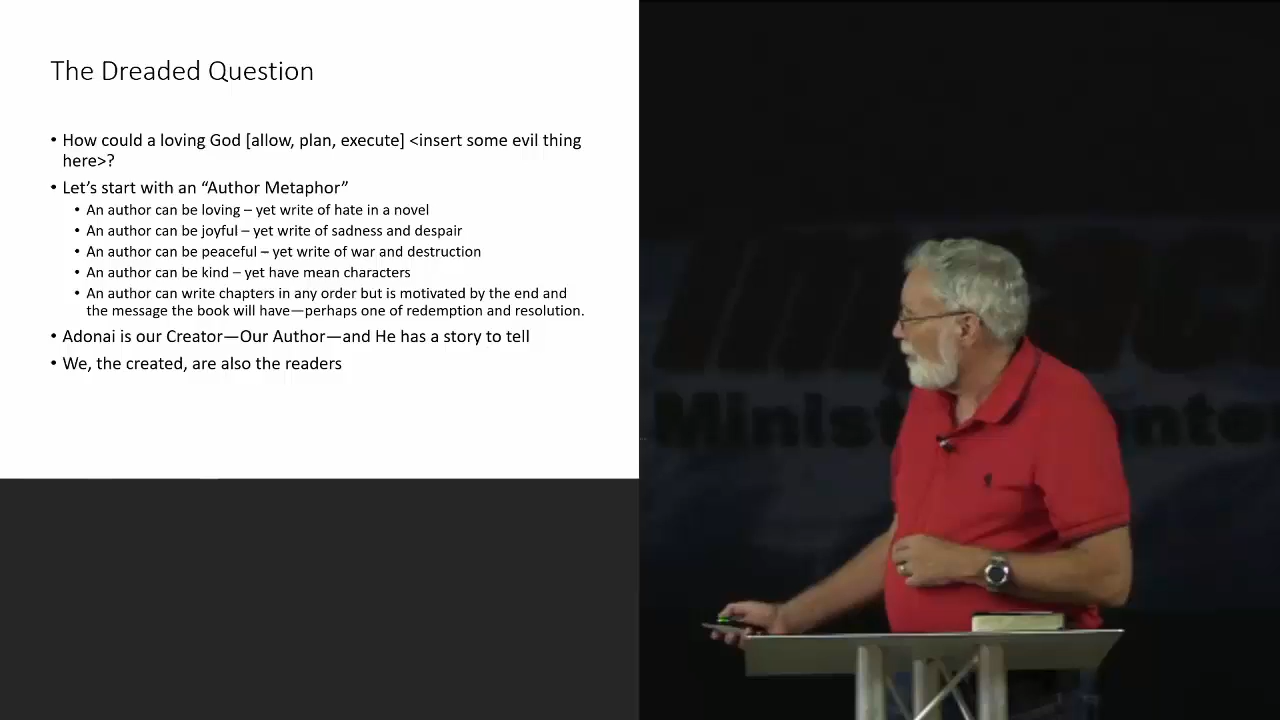 The Dreaded Question
• How could a loving God [allow, plan, execute] <insert some evil thing
here>?
• Let’s start with an “Author Metaphor”
• An author can be loving – yet write of hate in a novel
• An author can be joyful – yet write of sadness and despair
• An author can be peaceful – yet write of war and destruction
• An author can be kind – yet have mean characters
• An author can write chapters in any order but is motivated by the end and
the message the book will have—perhaps one of redemption and resolution.
• Adonai is our Creator—Our Author—and He has a story to tell
• We, the created, are also the readers